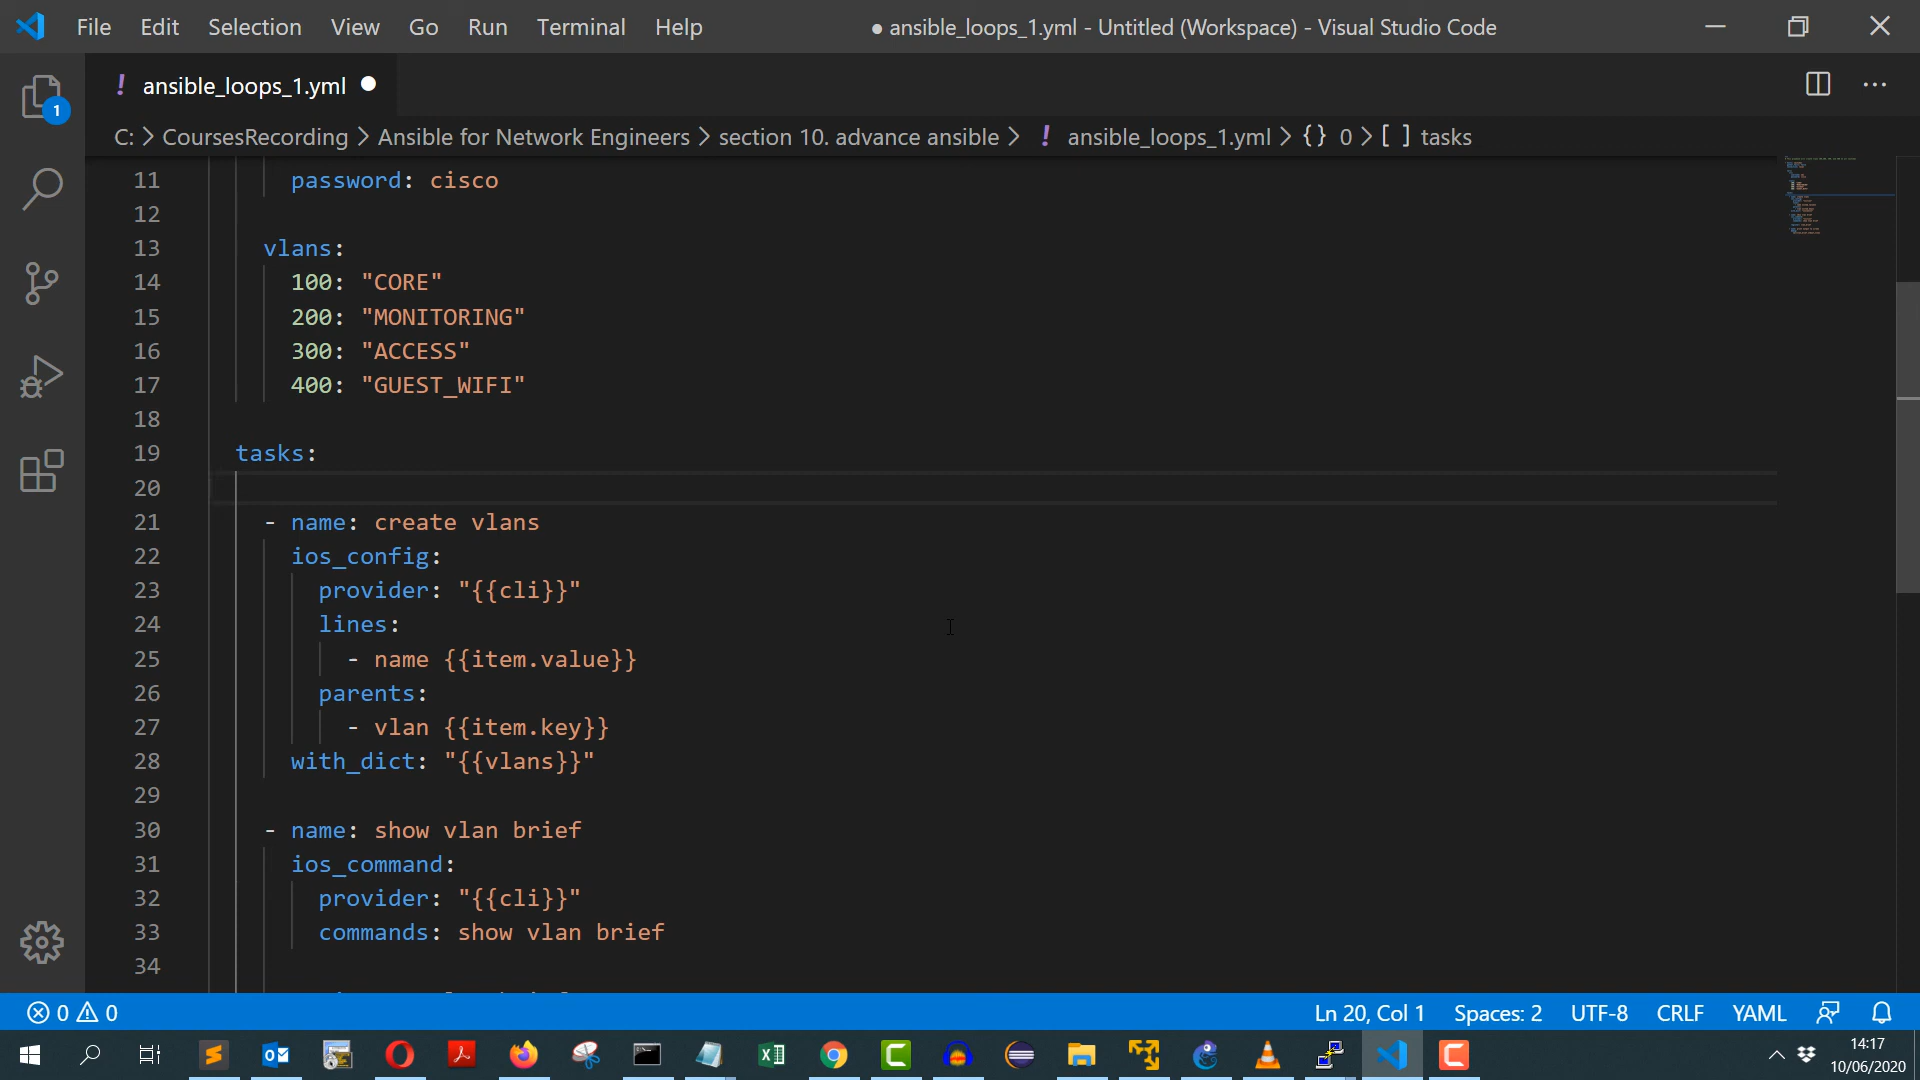 File Edit Selection View Go Run Terminal Help ● ansible_loops_1.yml - Untitled (Workspace) - Visual Studio Code
! ansible_loops_1.yml ●
1
C: > CoursesRecording > Ansible for Network Engineers > section 10. advance ansible > ! ansible_loops_1.yml > {} 0 > [ ] tasks
11 password: cisco
12
13 vlans:
14 100: "CORE"
15 200: "MONITORING"
16 300: "ACCESS"
17 400: "GUEST_WIFI"
18
19 tasks:
20
21 - name: create vlans
22 ios_config:
23 provider: "{{cli}}"
24 lines:
25 - name {{item.value}}
26 parents:
27 - vlan {{item.key}}
28 with_dict: "{{vlans}}"
29
30 - name: show vlan brief
31 ios_command:
32 provider: "{{cli}}"
33 commands: show vlan brief
34
0 0 Ln 20, Col 1 Spaces: 2 UTF-8 CRLF YAML
14:17
10/06/2020